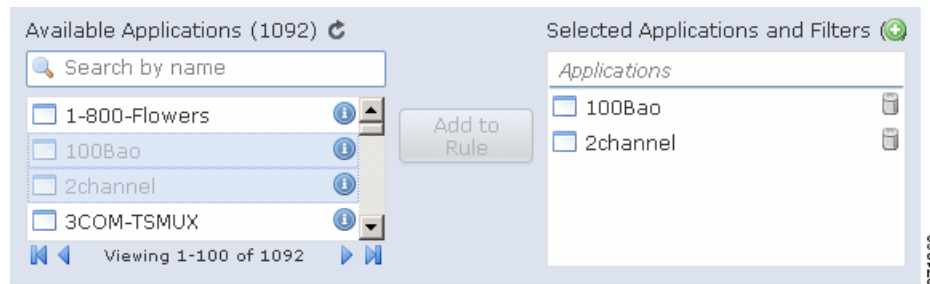 Available Applications (1092)
Search by name
1-800-Flowers
100Bao
2channel
3COM-TSMUX
Viewing 1-100 of 1092
Add to
Rule
Selected Applications and Filters (
Applications
100Bao
2channel